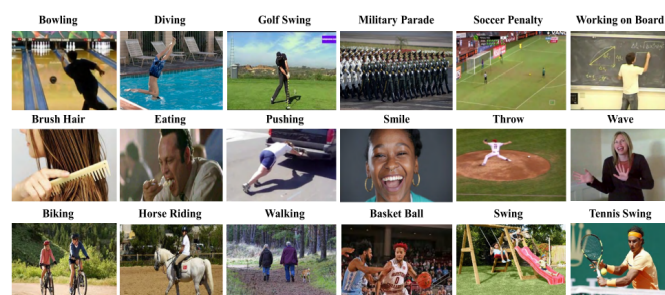 Bowling
Diving
Golf Swing
Military Parade
Soccer Penalty
Working on Board
Brush Hair
Eating
Pushing
Smile
Throw
Wave
Biking
Horse Riding
Walking
Basket Ball
Swing
Tennis Swing